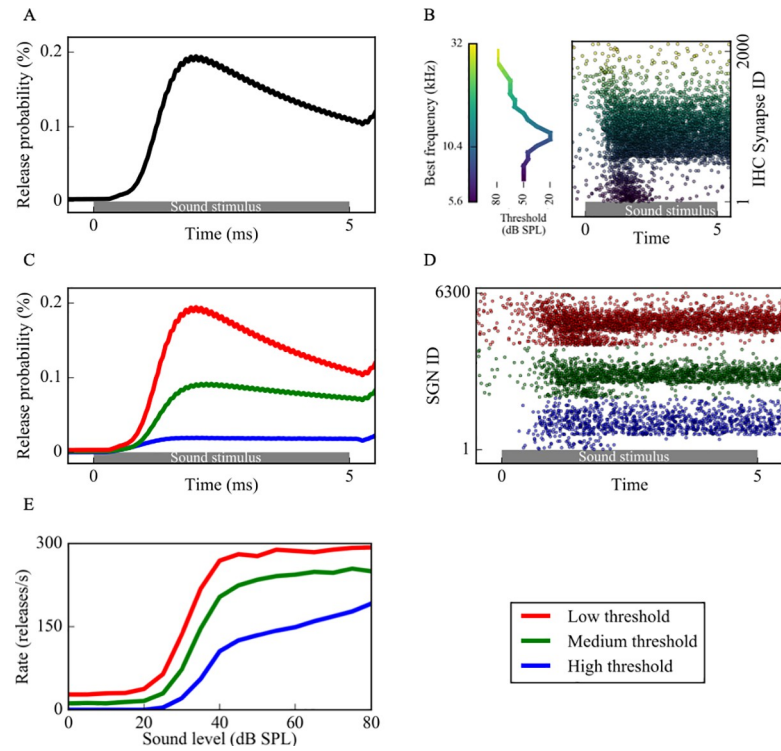 A
0.2
0.1
0
Release probability (%)
Sound stimulus
0
5
Time (ms)
B
32
10.4
5.6
Best frequency (kHz)
80
50
20
Threshold
(dB SPL)
2000
1
IHC Synapse ID
Sound stimulus
0
5
Time
C
0.2
0.1
0
Release probability (%)
Sound stimulus
0
5
Time (ms)
D
6300
1
SGN ID
Sound stimulus
0
5
Time
E
300
150
0
Rate (releases/s)
0
20
40
60
80
Sound level (dB SPL)
Low threshold
Medium threshold
High threshold